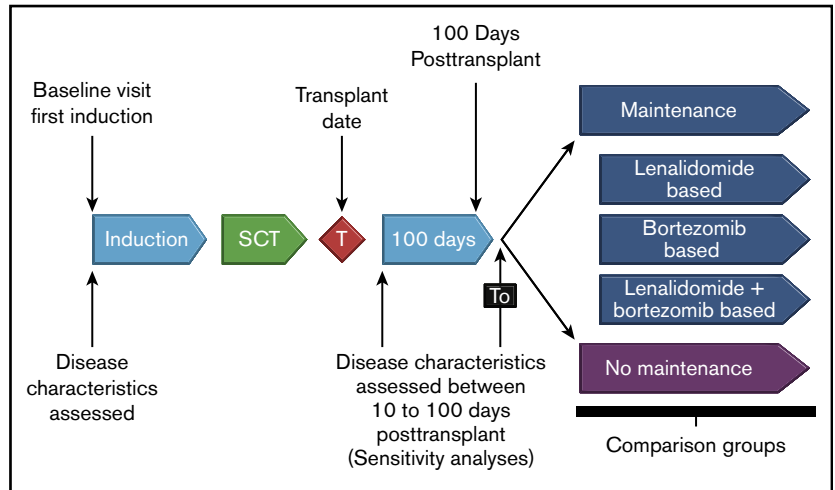 100 Days
Posttransplant
Baseline visit
first induction
Transplant
date
Maintenance
Lenalidomide
based
Induction
SCT
T
100 days
Bortezomib
based
To
Lenalidomide +
bortezomib based
Disease
characteristics
assessed
Disease characteristics
assessed between
10 to 100 days
posttransplant
(Sensitivity analyses)
No maintenance
Comparison groups